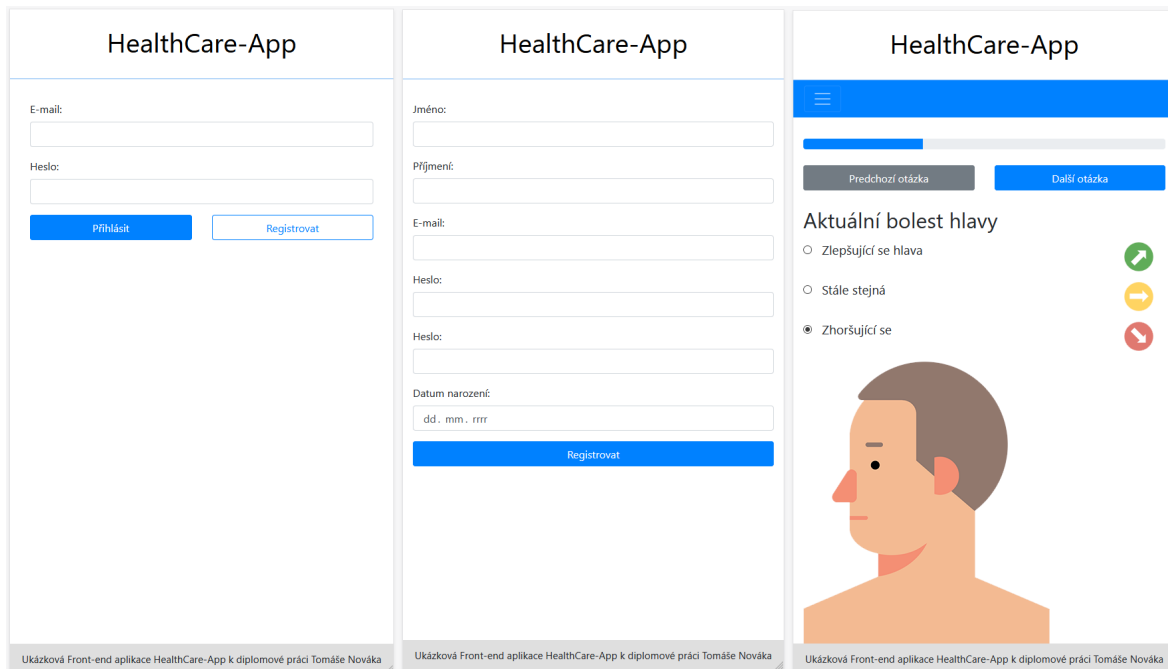 HealthCare-App
E-mail:
Heslo:
Přihlásit
Registrovat
Ukázková Front-end aplikace HealthCare-App k diplomové práci Tomáše Nováka
HealthCare-App
Jméno:
Příjmení:
E-mail:
Heslo:
Heslo:
Datum narození:
dd. mm. rrrr
Registrovat
Ukázková Front-end aplikace HealthCare-App k diplomové práci Tomáše Nováka
HealthCare-App
Predchozí otázka
Další otázka
Aktuální bolest hlavy
Zlepšující se hlava
Stále stejná
Zhoršující se
Ukázková Front-end aplikace HealthCare-App k diplomové práci Tomáše Nováka